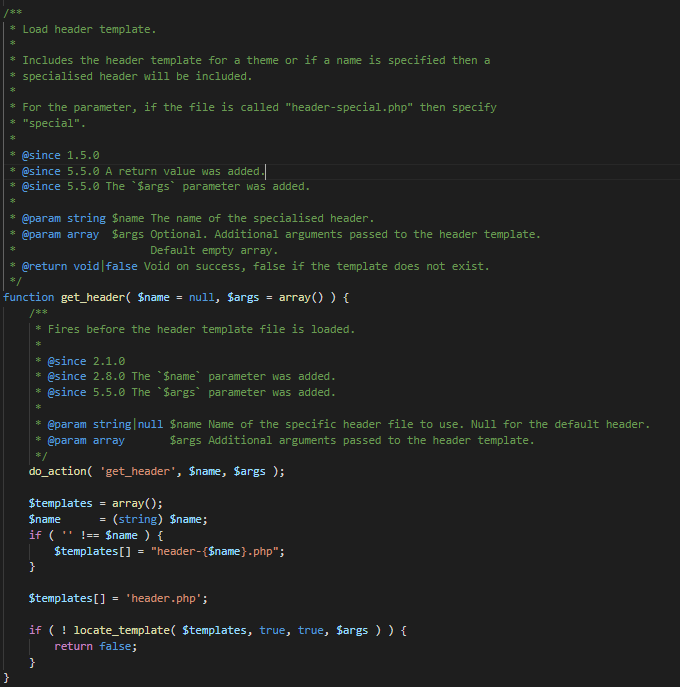 /**
 * Load header template.
 *
 * Includes the header template for a theme or if a name is specified then a
 * specialised header will be included.
 *
 * For the parameter, if the file is called "header-special.php" then specify
 * "special".
 *
 * @since 1.5.0
 * @since 5.5.0 A return value was added.
 * @since 5.5.0 The `$args` parameter was added.
 *
 * @param string $name The name of the specialised header.
 * @param array  $args Optional. Additional arguments passed to the header template.
 *                     Default empty array.
 * @return void|false Void on success, false if the template does not exist.
 */
function get_header( $name = null, $args = array() ) {
    /**
     * Fires before the header template file is loaded.
     *
     * @since 2.1.0
     * @since 2.8.0 The `$name` parameter was added.
     * @since 5.5.0 The `$args` parameter was added.
     *
     * @param string|null $name Name of the specific header file to use. Null for the default header.
     * @param array       $args Additional arguments passed to the header template.
     */
    do_action( 'get_header', $name, $args );

    $templates = array();
    $name      = (string) $name;
    if ( '' !== $name ) {
        $templates[] = "header-{$name}.php";
    }

    $templates[] = 'header.php';

    if ( ! locate_template( $templates, true, true, $args ) ) {
        return false;
    }
}